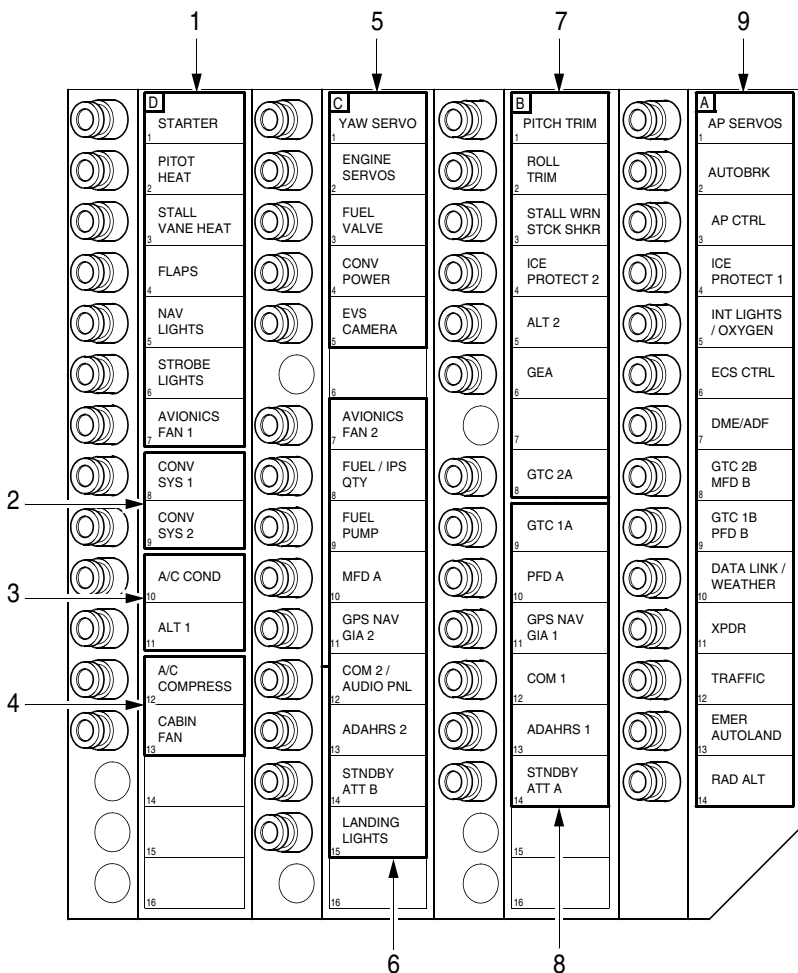 1
5
7
9
D
STARTER
1
PITOT
HEAT
2
STALL
VANE HEAT
3
FLAPS
4
NAV
LIGHTS
5
STROBE
LIGHTS
6
AVIONICS
FAN 1
7
CONV
SYS 1
8
CONV
SYS 2
9
A/C COND
10
ALT 1
11
A/C
COMPRESS
12
CABIN
FAN
13
14
15
16
2
3
4
C
YAW SERVO
1
ENGINE
SERVOS
2
FUEL
VALVE
3
CONV
POWER
4
EVS
CAMERA
5
6
AVIONICS
FAN 2
7
FUEL / IPS
QTY
8
FUEL
PUMP
9
MFD A
10
GPS NAV
GIA 2
11
COM 2 /
AUDIO PNL
12
ADAHRS 2
13
STNDBY
ATT B
14
LANDING
LIGHTS
15
16
B
PITCH TRIM
1
ROLL
TRIM
2
STALL WRN
STCK SHKR
3
ICE
PROTECT 2
4
ALT 2
5
GEA
6
7
GTC 2A
8
GTC 1A
9
PFD A
10
GPS NAV
GIA 1
11
COM 1
12
ADAHRS 1
13
STNDBY
ATT A
14
15
16
A
AP SERVOS
1
AUTOBRK
2
AP CTRL
3
ICE
PROTECT 1
4
INT LIGHTS
/ OXYGEN
5
ECS CTRL
6
DME/ADF
7
GTC 2B
MFD B
8
GTC 1B
PFD B
9
DATA LINK /
WEATHER
10
XPDR
11
TRAFFIC
12
EMER
AUTOLAND
13
RAD ALT
14
6
8